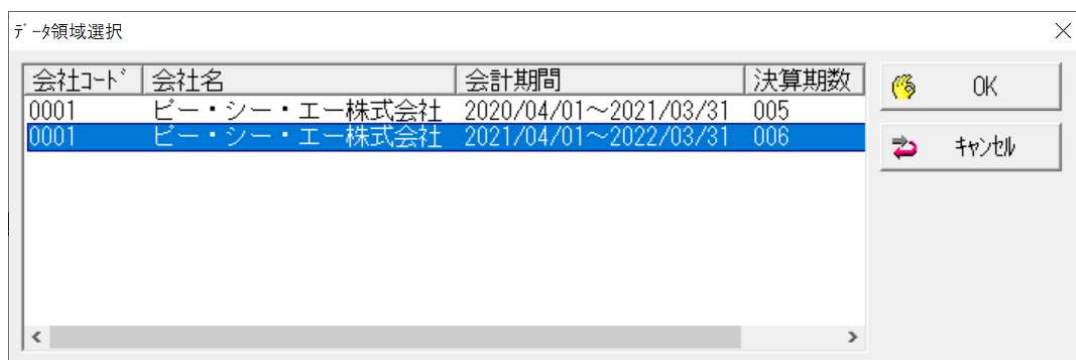 ﾃﾞｰﾀ領域選択
会社ｺｰﾄﾞ 会社名 会計期間 決算期数
0001 ピー・シー・エー株式会社 2020/04/01～2021/03/31 005
0001 ピー・シー・エー株式会社 2021/04/01～2022/03/31 006
OK
ｷｬﾝｾﾙ